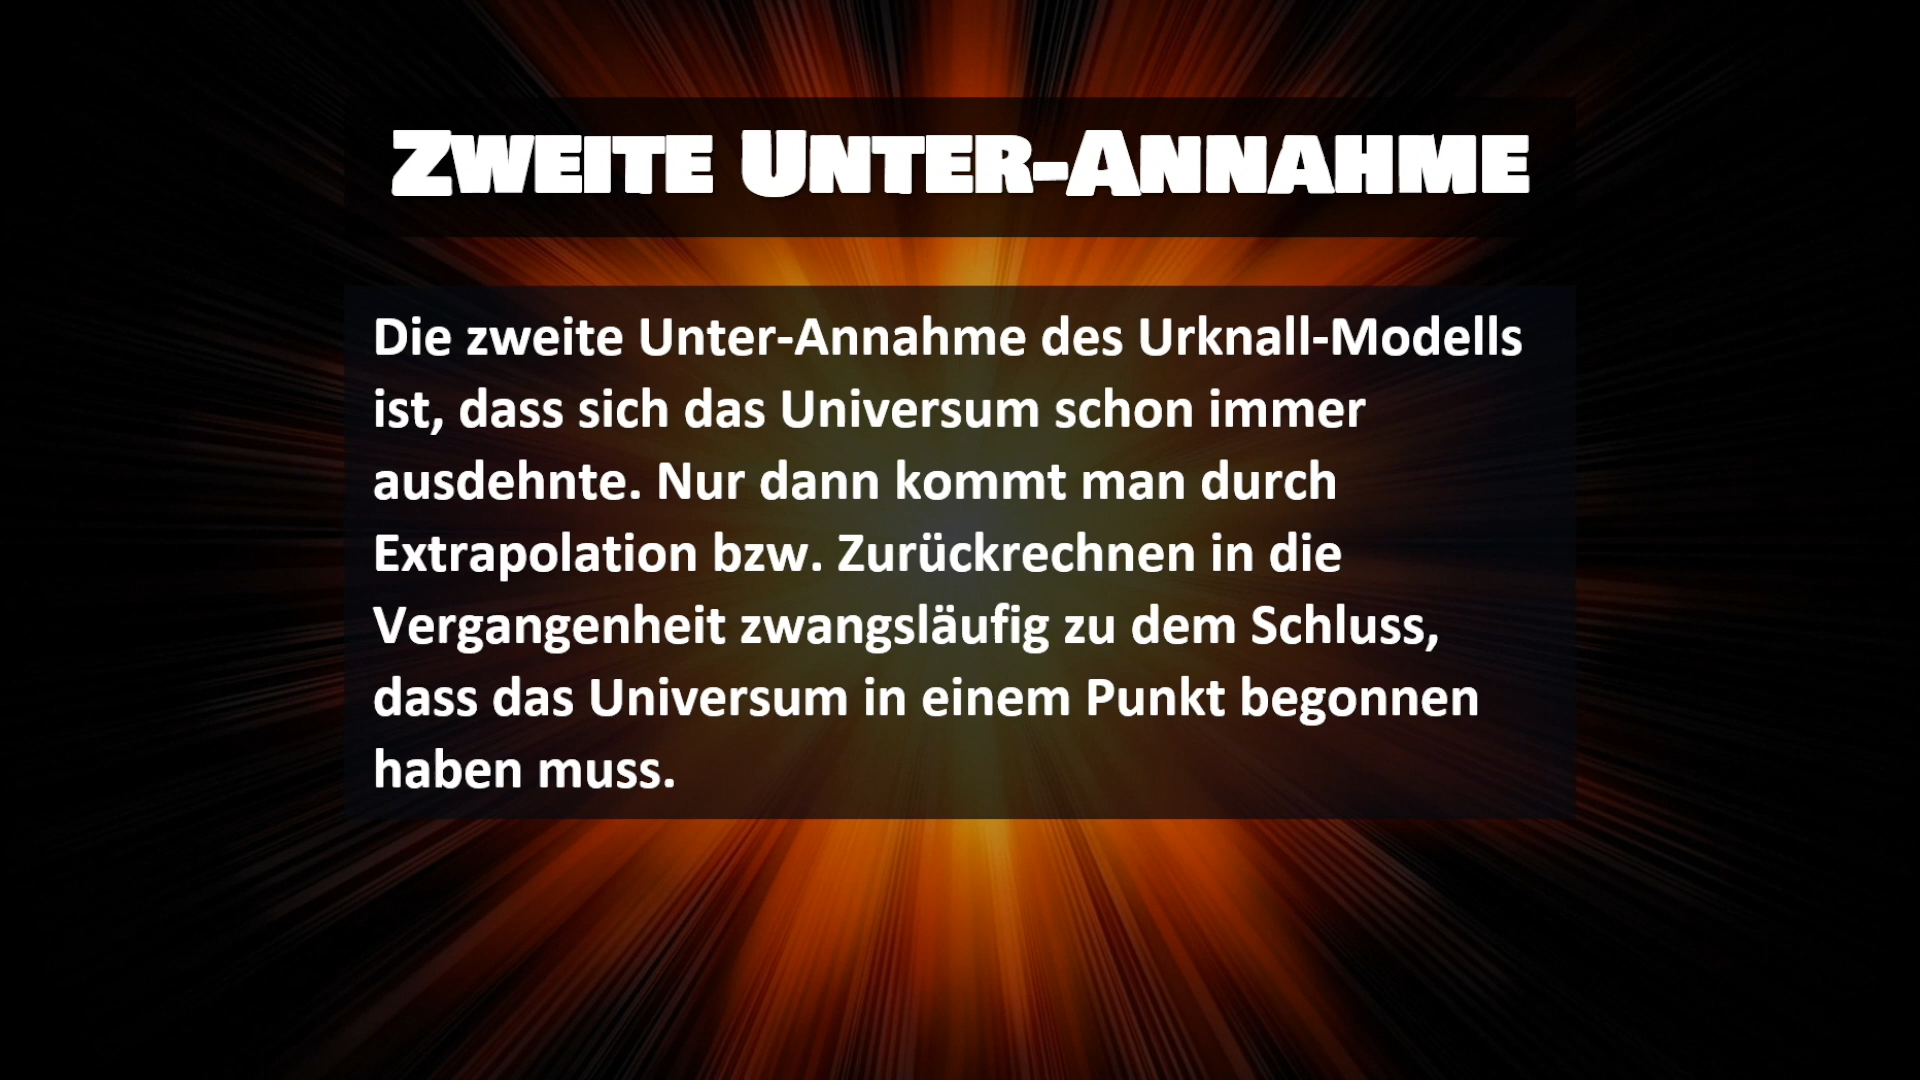 Zweite Unter-Annahme
Die zweite Unter-Annahme des Urknall-Modells
ist, dass sich das Universum schon immer
ausdehnte. Nur dann kommt man durch
Extrapolation bzw. Zurückrechnen in die
Vergangenheit zwangsläufig zu dem Schluss,
dass das Universum in einem Punkt begonnen
haben muss.